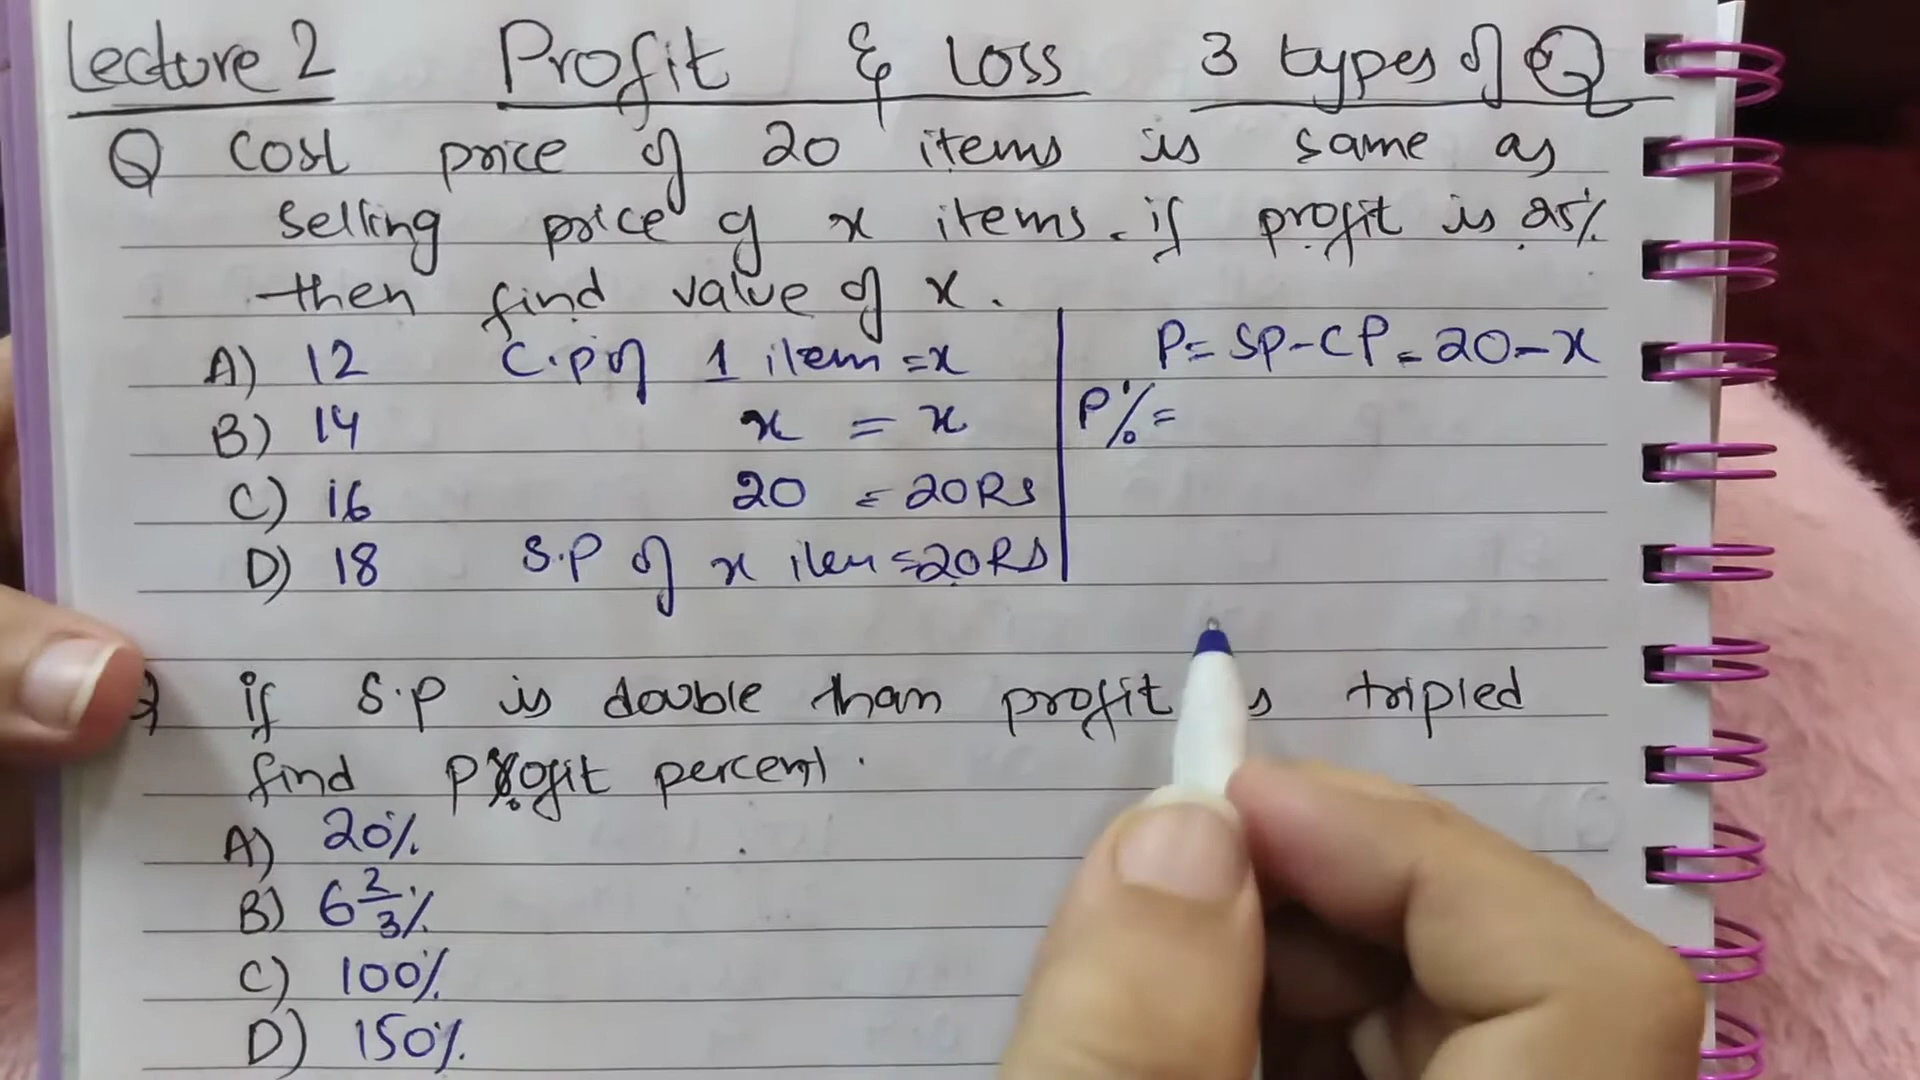 Lecture 2 Profit & Loss 3 types of Q
Q Cost price of 20 items is same as
selling price of x items. if profit is 25%
then find value of x.
A) 12 C.P of 1 item = x
B) 14 x = x
C) 16 20 = 20RS
D) 18 S.P of x item = 20RS
P = SP - CP = 20 - x
P% =
if S.P is double than profit is tripled
find profit percent.
A) 20%
B) 6 2/3 %
C) 100%
D) 150%